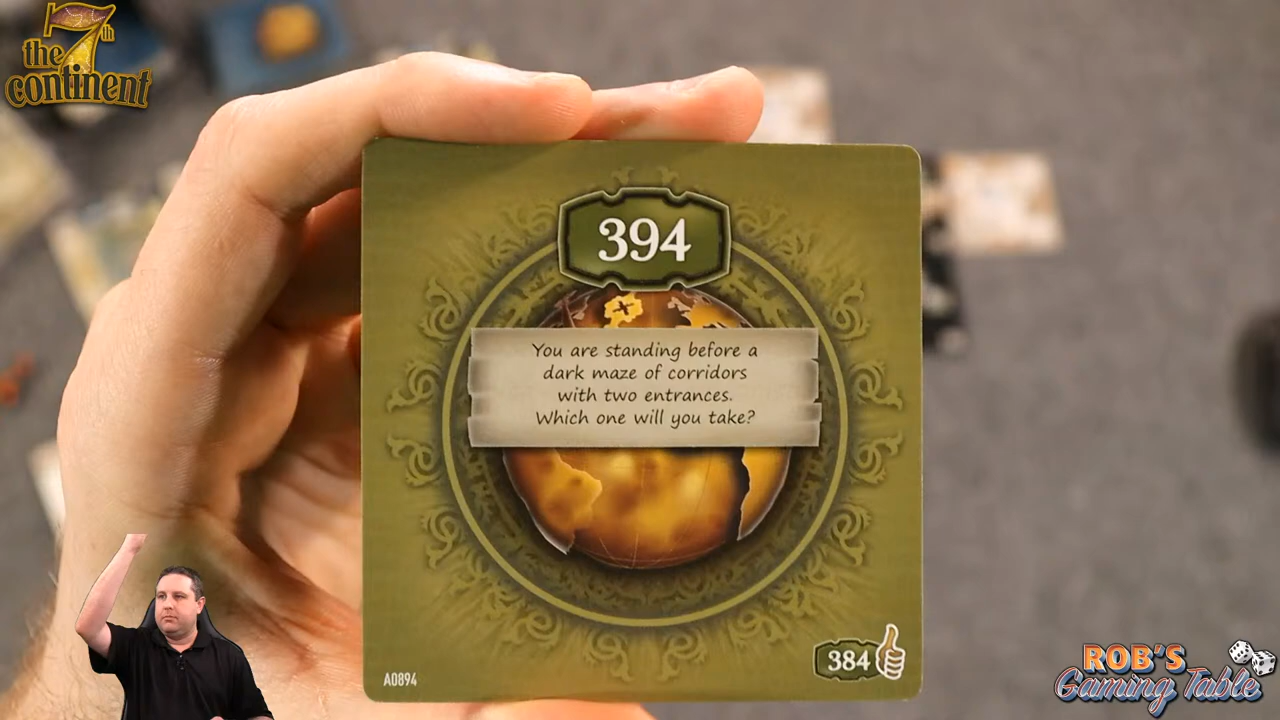 the
7th
continent
394
You are standing before a
dark maze of corridors
with two entrances.
Which one will you take?
A0894
384
ROB'S
Gaming Table